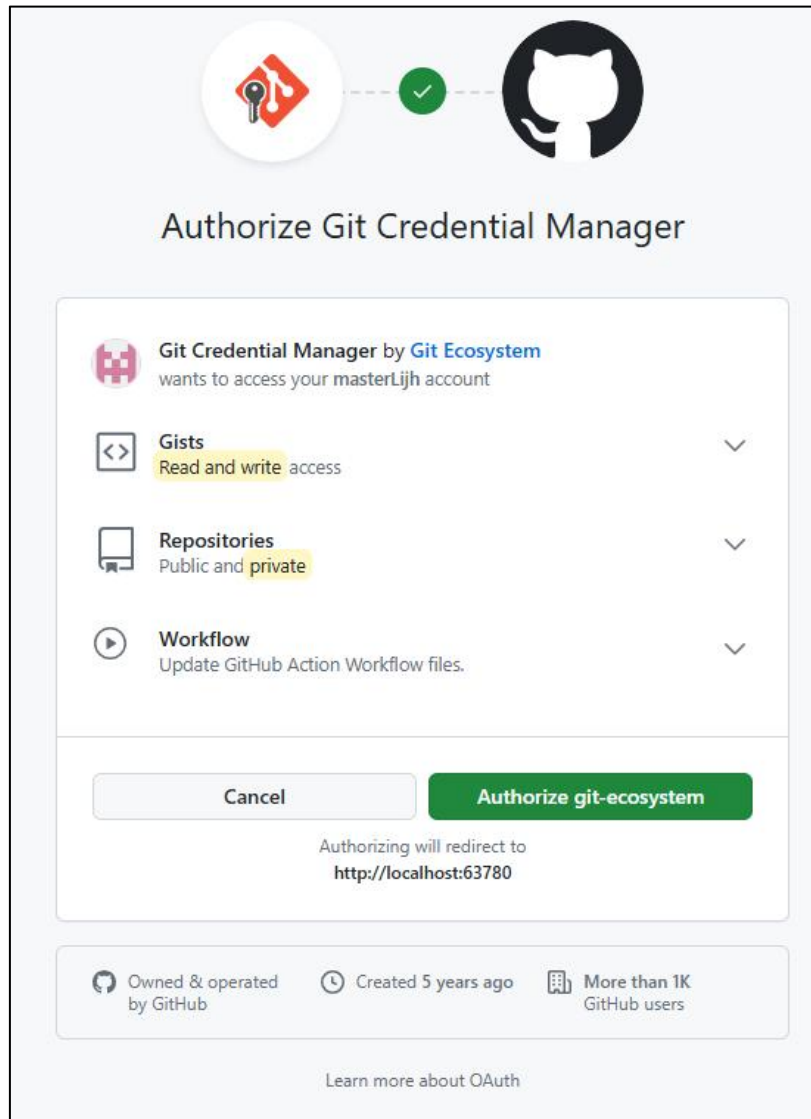 Authorize Git Credential Manager
Git Credential Manager by Git Ecosystem
wants to access your masterLijh account
Gists
Read and write access
Repositories
Public and private
Workflow
Update GitHub Action Workflow files.
Cancel
Authorize git-ecosystem
Authorizing will redirect to
http://localhost:63780
Owned & operated
by GitHub
Created 5 years ago
More than 1K
GitHub users
Learn more about OAuth